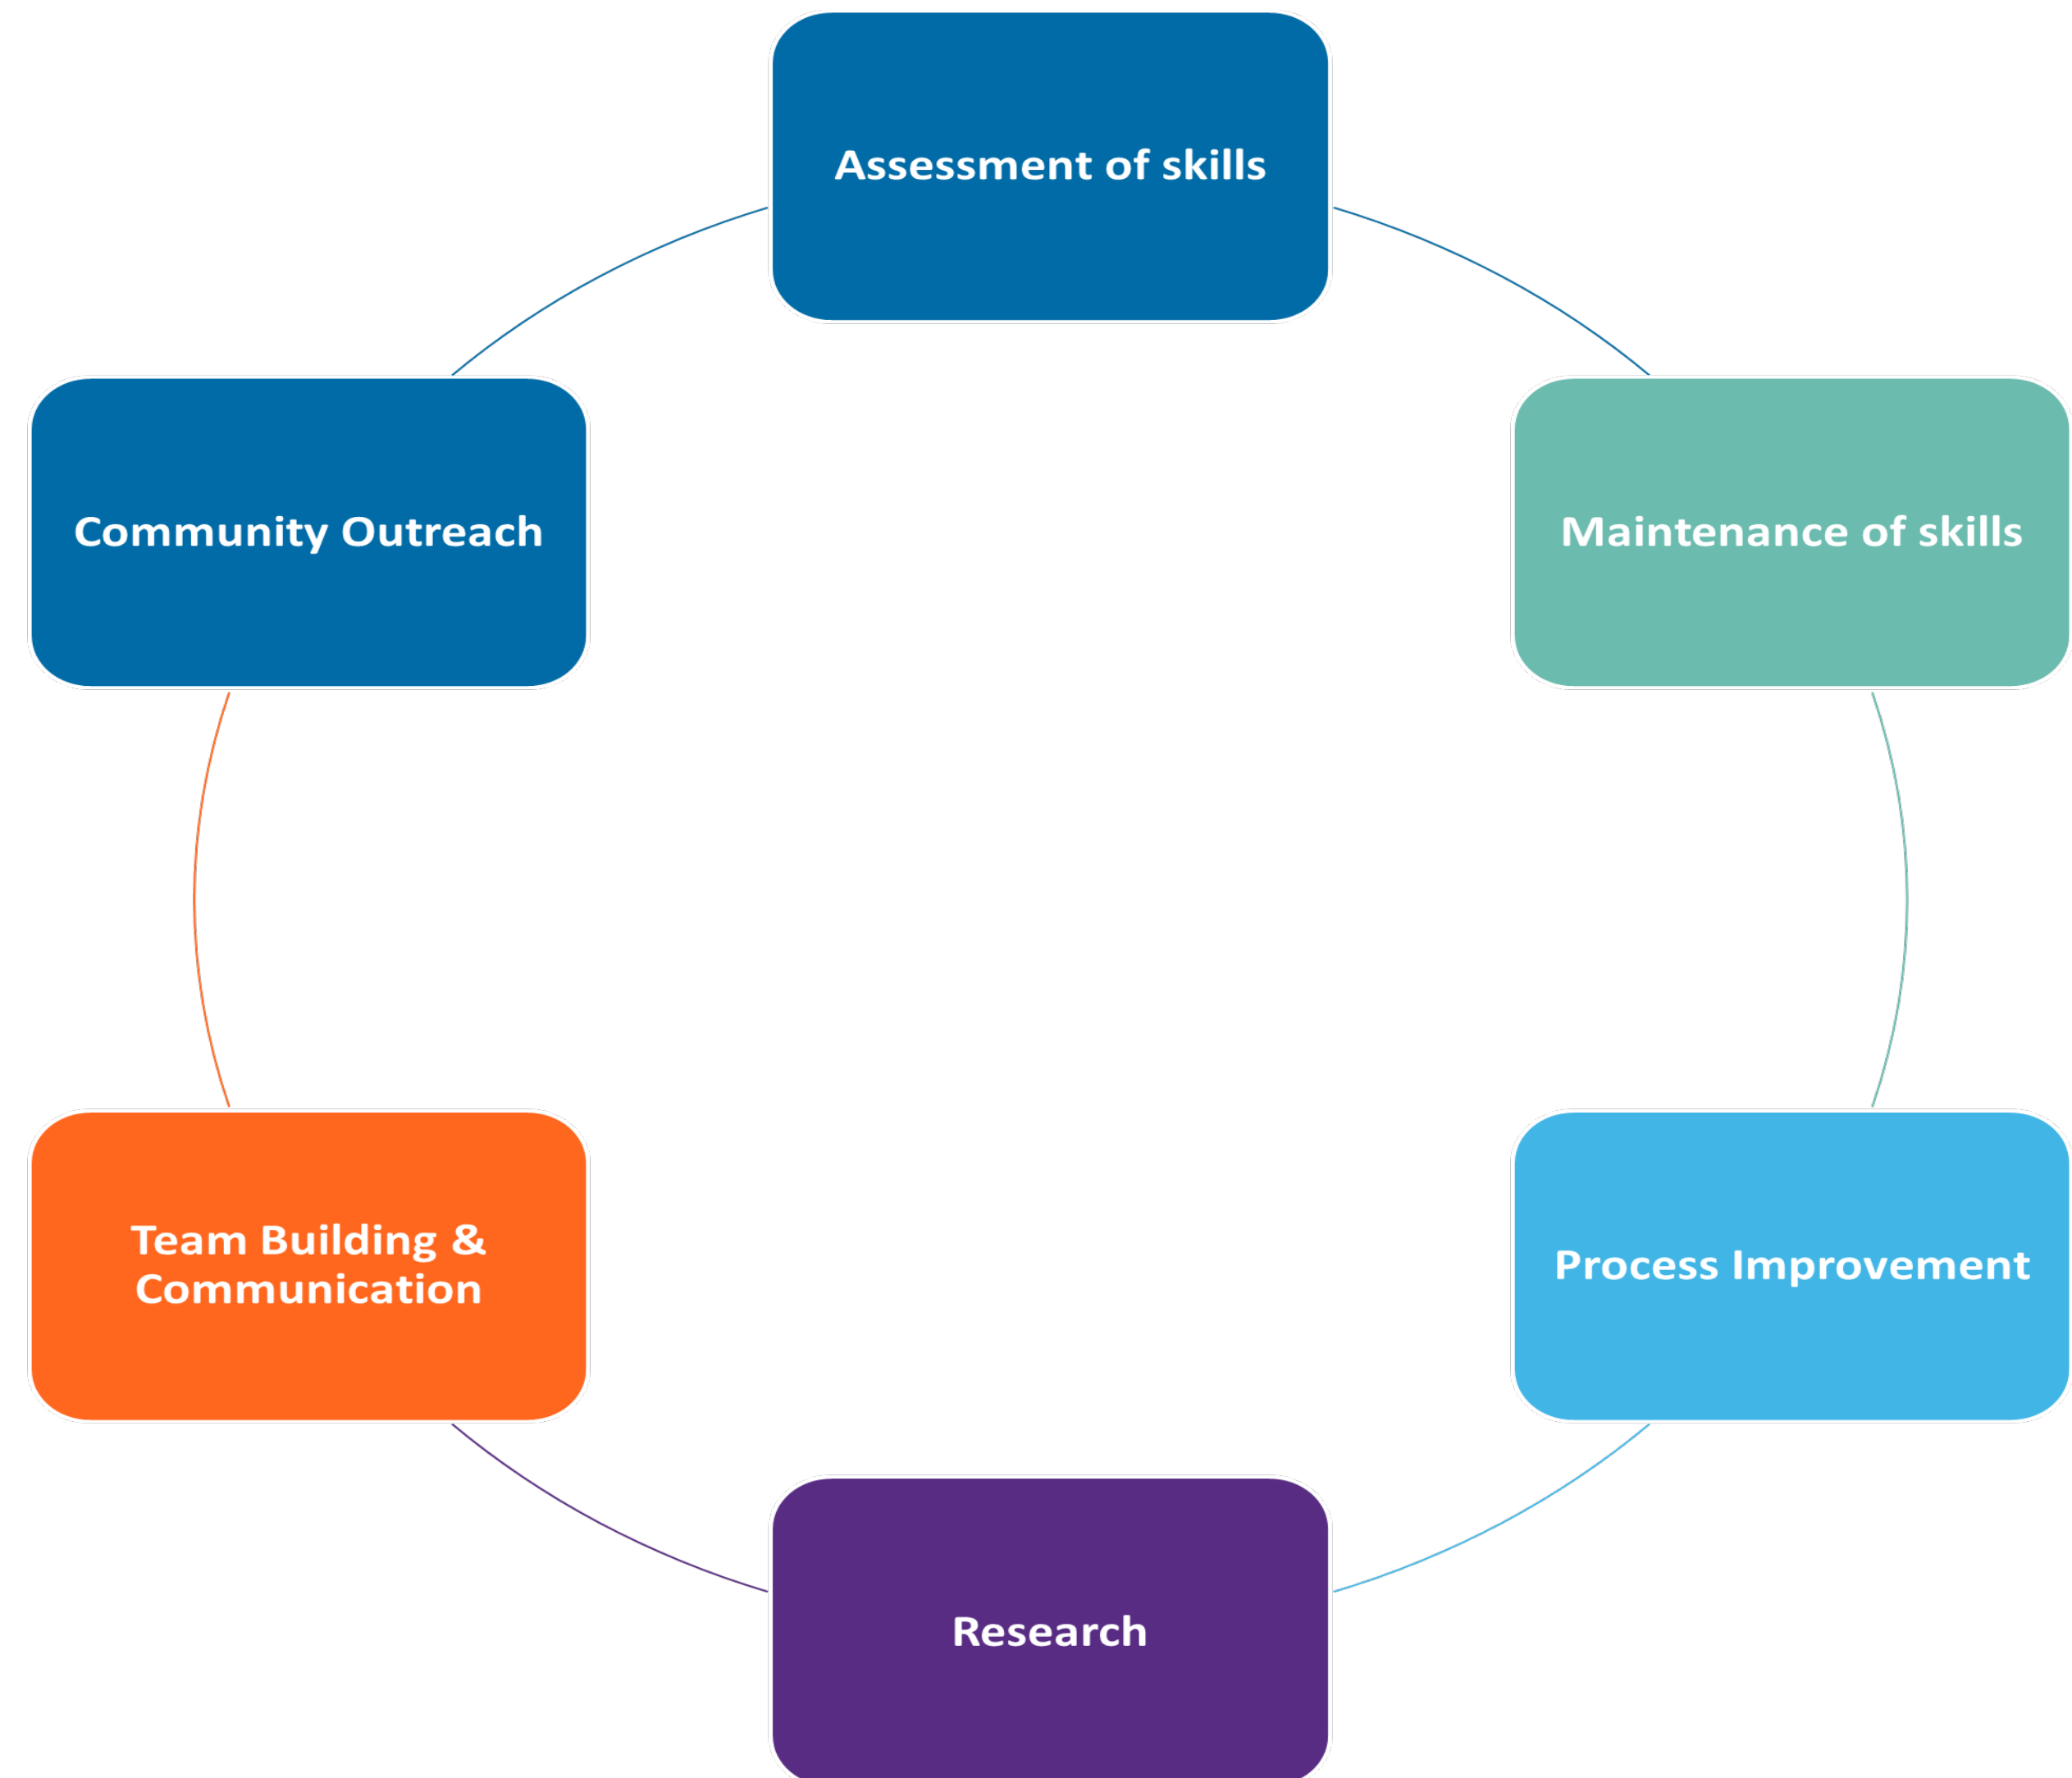 Assessment of skills
Community Outreach
Maintenance of skills
Team Building &
Communication
Process Improvement
Research